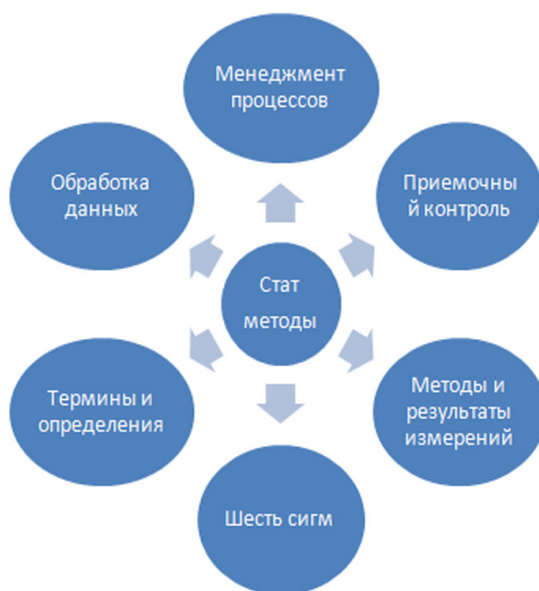 Менеджмент
процессов
Обработка
данных
Приемочны
й контроль
Стат
методы
Термины и
определения
Методы и
результаты
измерений
Шесть сигм